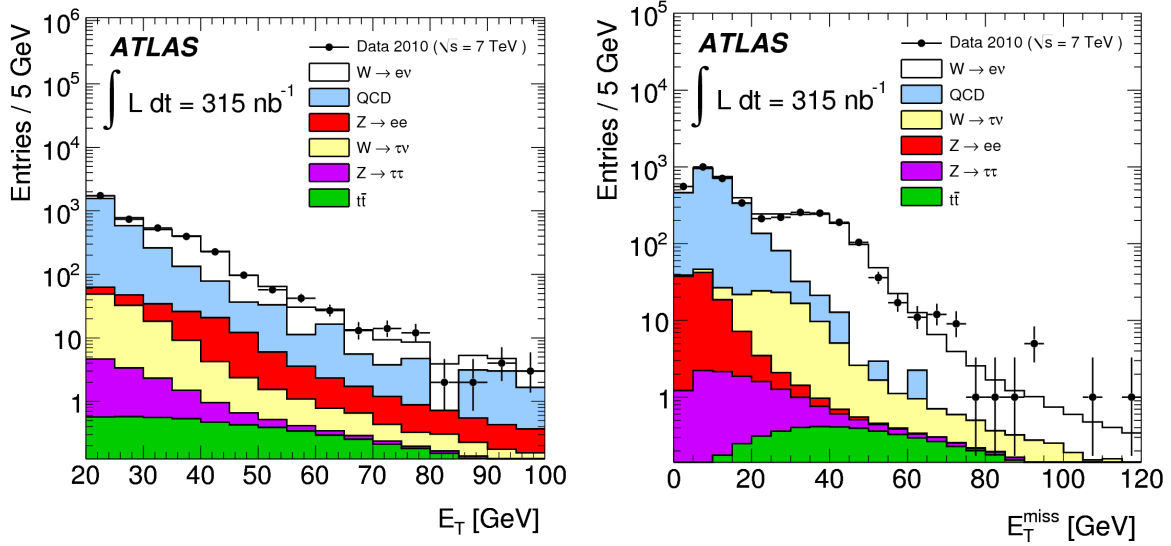 Entries / 5 GeV
10⁶
10⁵
10⁴
10³
10²
10
1
ATLAS
∫ L dt = 315 nb⁻¹
Data 2010 (√s = 7 TeV )
W → eν
QCD
Z → ee
W → τν
Z → ττ
tt̄
20 30 40 50 60 70 80 90 100
E_T [GeV]
Entries / 5 GeV
10⁵
10⁴
10³
10²
10
1
ATLAS
∫ L dt = 315 nb⁻¹
Data 2010 (√s = 7 TeV )
W → eν
QCD
W → τν
Z → ee
Z → ττ
tt̄
0 20 40 60 80 100 120
E_T^miss [GeV]